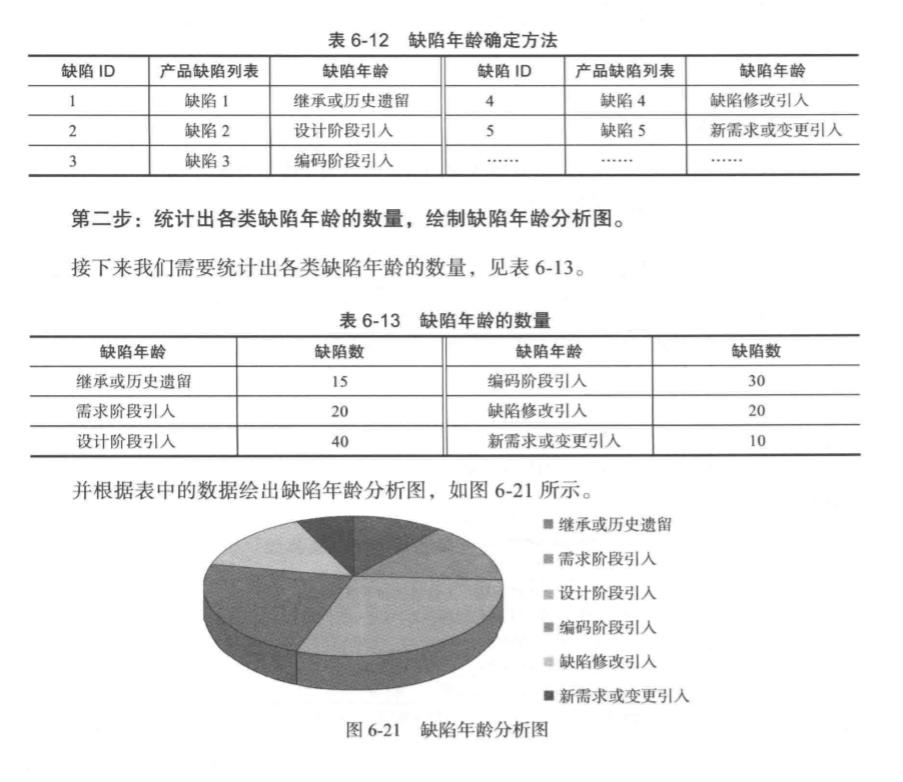 表 6-12 缺陷年龄确定方法
缺陷 ID 产品缺陷列表 缺陷年龄 缺陷 ID 产品缺陷列表 缺陷年龄
1 缺陷 1 继承或历史遗留 4 缺陷 4 缺陷修改引入
2 缺陷 2 设计阶段引入 5 缺陷 5 新需求或变更引入
3 缺陷 3 编码阶段引入 …… …… ……
第二步：统计出各类缺陷年龄的数量，绘制缺陷年龄分析图。
接下来我们需要统计出各类缺陷年龄的数量，见表 6-13。
表 6-13 缺陷年龄的数量
缺陷年龄 缺陷数 缺陷年龄 缺陷数
继承或历史遗留 15 编码阶段引入 30
需求阶段引入 20 缺陷修改引入 20
设计阶段引入 40 新需求或变更引入 10
并根据表中的数据绘出缺陷年龄分析图，如图 6-21 所示。
继承或历史遗留
需求阶段引入
设计阶段引入
编码阶段引入
缺陷修改引入
新需求或变更引入
图 6-21 缺陷年龄分析图